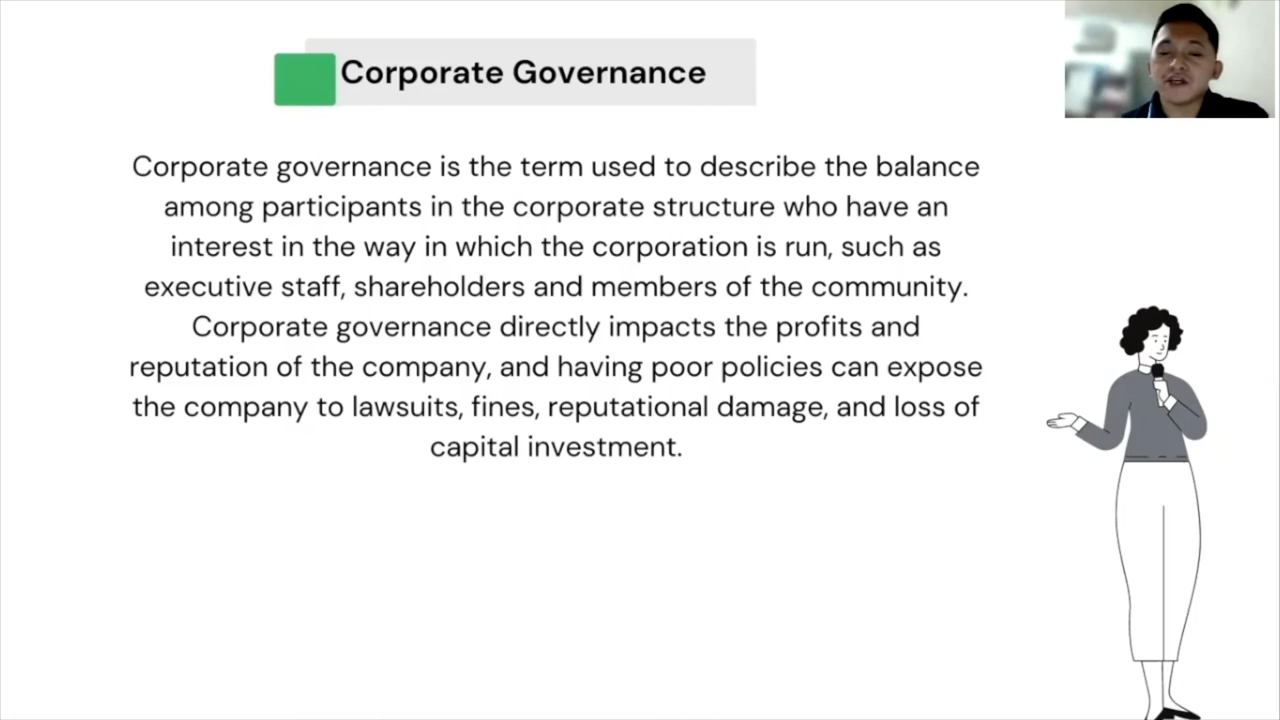 Corporate Governance
Corporate governance is the term used to describe the balance
among participants in the corporate structure who have an
interest in the way in which the corporation is run, such as
executive staff, shareholders and members of the community.
Corporate governance directly impacts the profits and
reputation of the company, and having poor policies can expose
the company to lawsuits, fines, reputational damage, and loss of
capital investment.